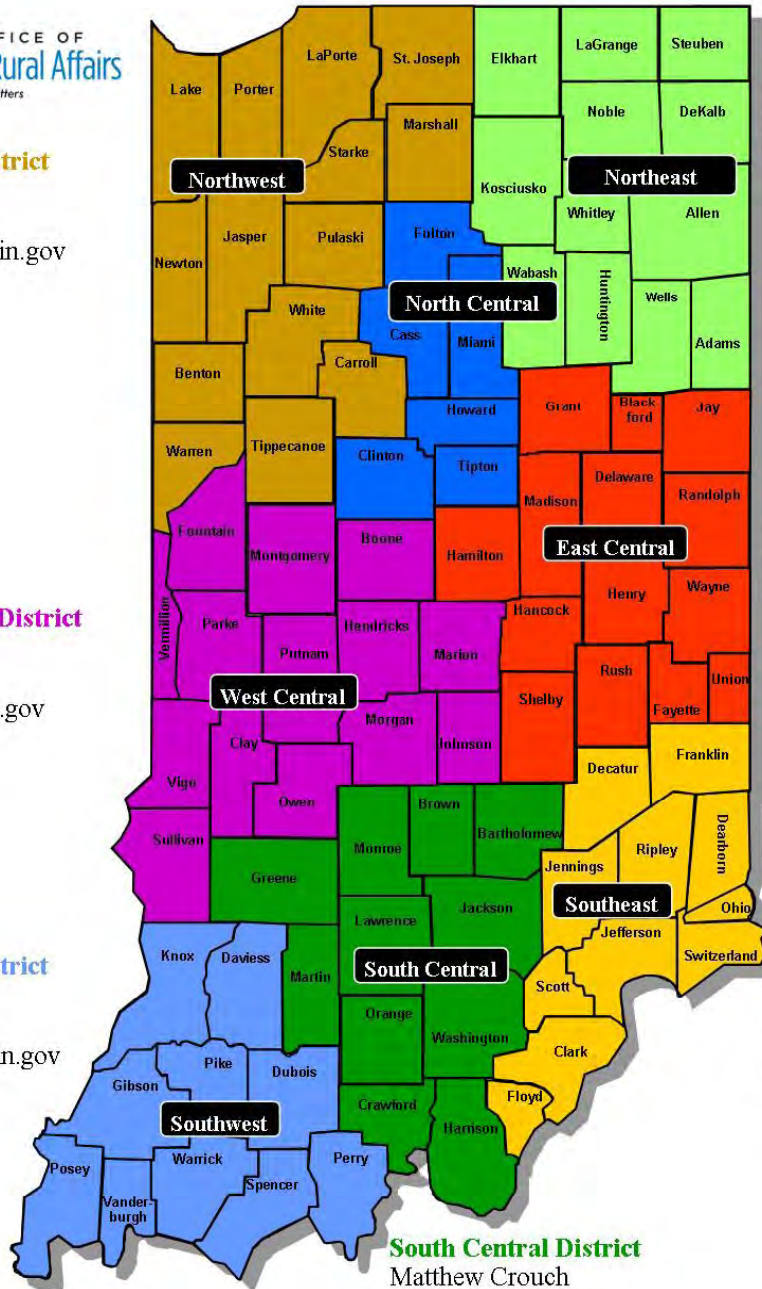 FICE OF
Rural Affairs
tters
trict
in.gov
District
.gov
trict
n.gov
LaPorte
St. Joseph
Elkhart
LaGrange
Steuben
Lake
Porter
Noble
DeKalb
Marshall
Starke
Northwest
Northeast
Kosciusko
Whitley
Allen
Newton
Jasper
Pulaski
Fulton
Wabash
Huntington
Wells
White
North Central
Cass
Miami
Adams
Benton
Carroll
Howard
Grant
Black
ford
Jay
Warren
Tippecanoe
Clinton
Tipton
Delaware
Randolph
Madison
Fountain
Montgomery
Boone
Hamilton
East Central
Henry
Wayne
Vermillion
Parke
Putnam
Hendricks
Marion
Hancock
Rush
Union
West Central
Shelby
Fayette
Morgan
Johnson
Clay
Decatur
Franklin
Vigo
Owen
Brown
Bartholomew
Dearborn
Sullivan
Monroe
Ripley
Jennings
Greene
Southeast
Ohio
Lawrence
Jackson
Jefferson
Switzerland
Knox
Daviess
Martin
South Central
Scott
Orange
Washington
Clark
Pike
Dubois
Gibson
Floyd
Crawford
Harrison
Southwest
Posey
Warrick
Perry
Spencer
Vander-
burgh
South Central District
Matthew Crouch